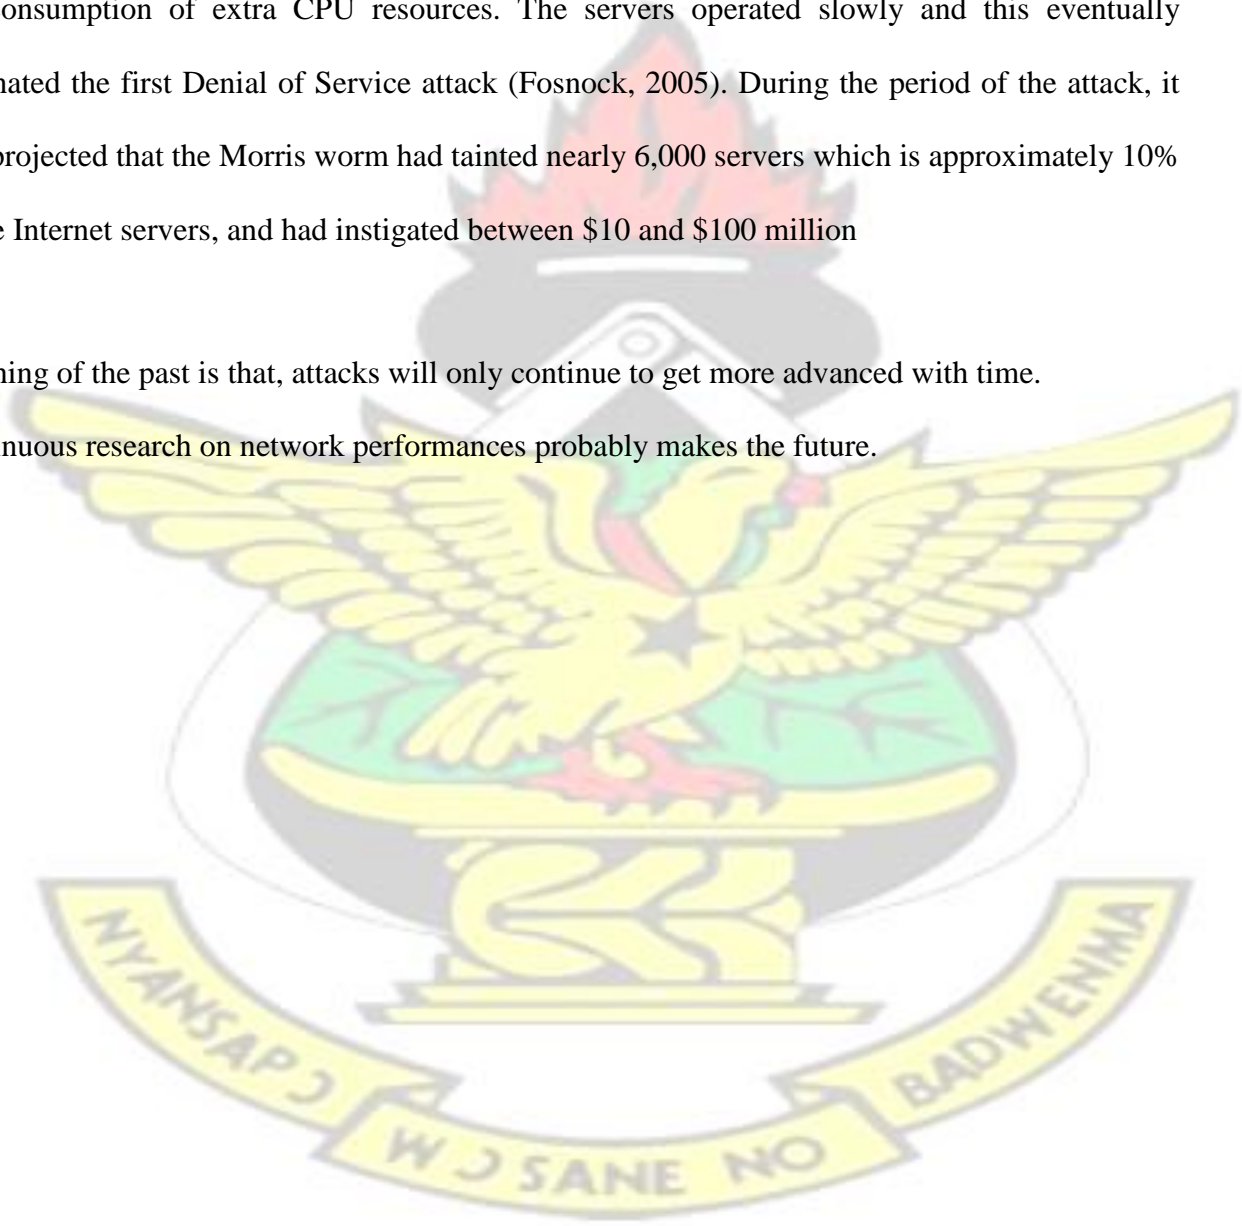 onsumption of extra CPU resources. The servers operated slowly and this eventually
nated the first Denial of Service attack (Fosnock, 2005). During the period of the attack, it
projected that the Morris worm had tainted nearly 6,000 servers which is approximately 10%
e Internet servers, and had instigated between $10 and $100 million
ning of the past is that, attacks will only continue to get more advanced with time.
nuous research on network performances probably makes the future.
NYANSAPƆ
WƆSANE NO
BADWENMA